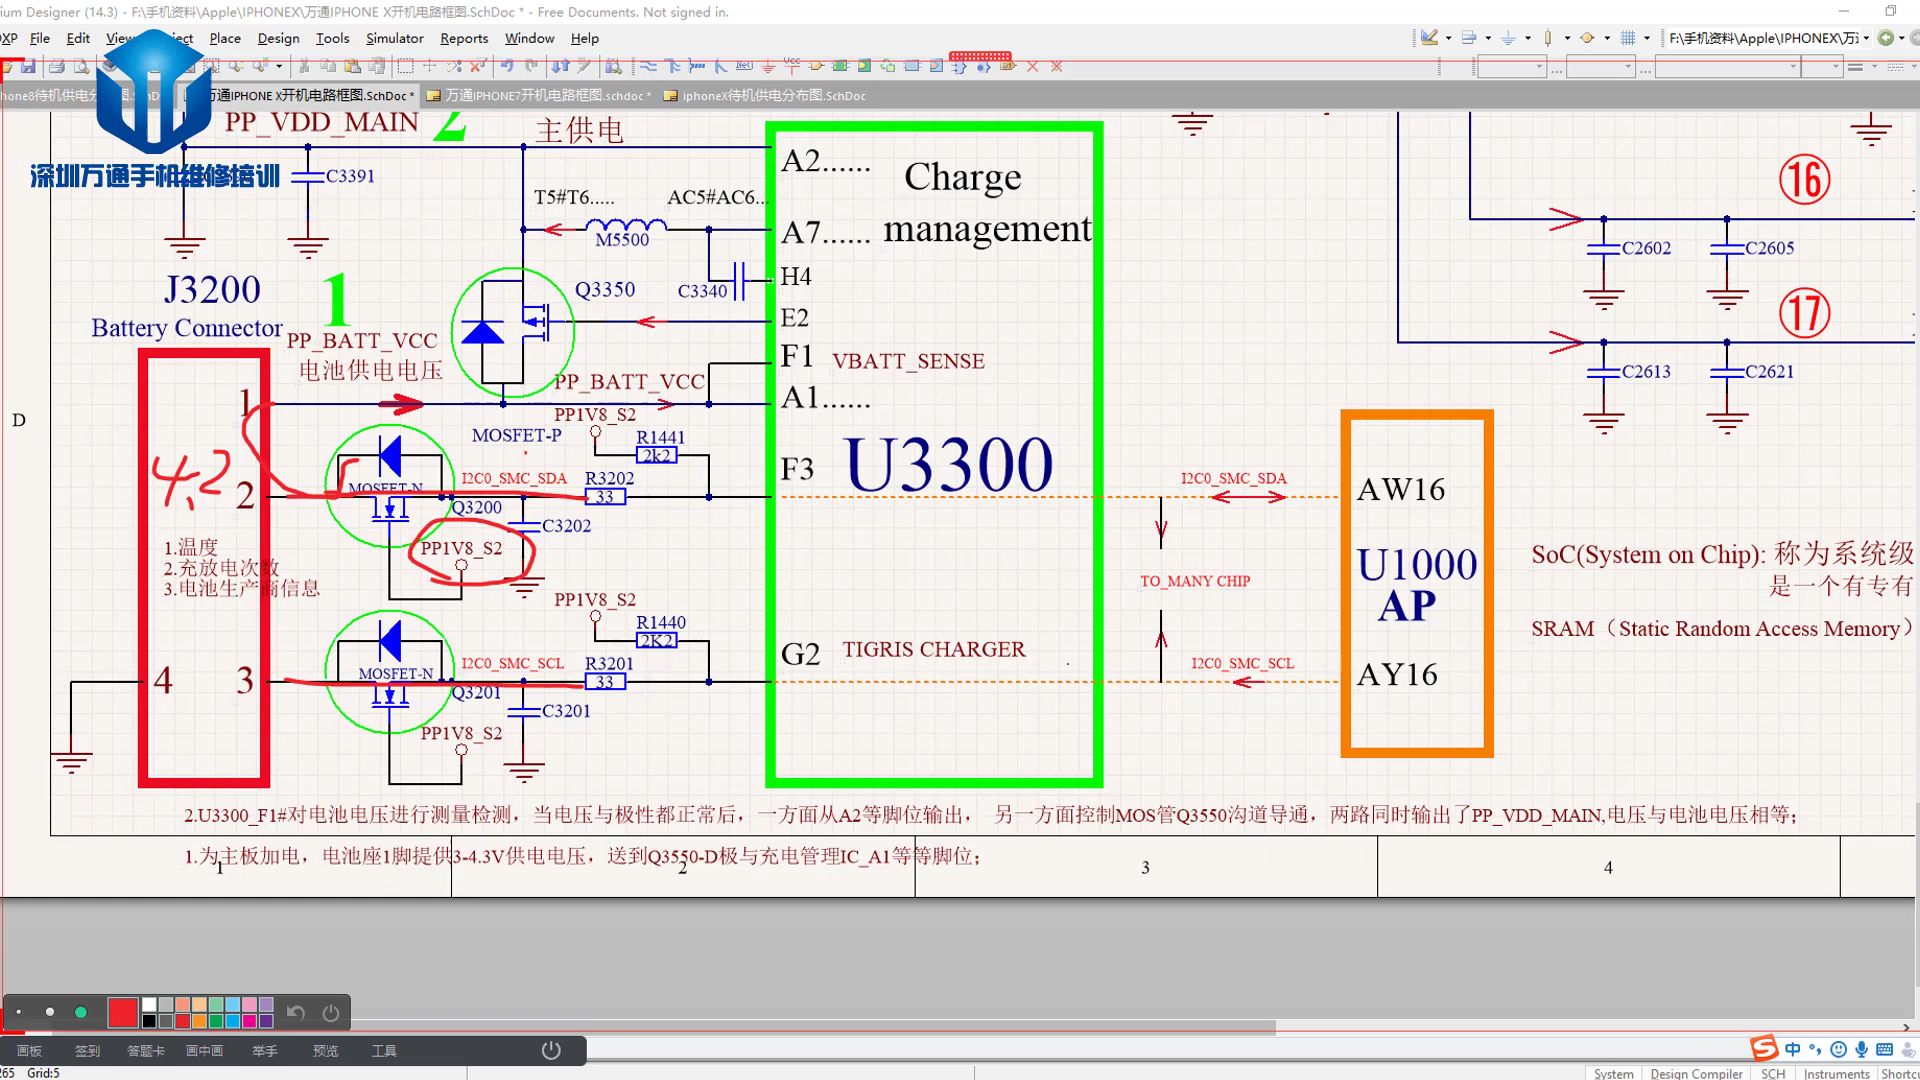 ium Designer (14.3) - F:\手机资料\Apple\IPHONEX\万通IPHONE X开机电路框图.SchDoc * - Free Documents. Not signed in.
DXP File Edit View Place Design Tools Simulator Reports Window Help
F:\手机资料\Apple\IPHONEX\万
万通IPHONE X开机电路框图.SchDoc *
万通IPHONE7开机电路框图.schdoc *
iphoneX待机供电分布图.SchDoc
深圳万通手机维修培训
PP_VDD_MAIN
2
主供电
C3391
T5#T6.....
AC5#AC6...
M5500
C3340
Q3350
A2......
A7......
H4
E2
F1
VBATT_SENSE
A1......
Charge
management
U3300
F3
G2
TIGRIS CHARGER
J3200
Battery Connector
1
PP_BATT_VCC
电池供电电压
PP_BATT_VCC
PP1V8_S2
MOSFET-P
R1441
2k2
1
4.2
2
MOSFET-N
I2C0_SMC_SDA
R3202
33
Q3200
C3202
PP1V8_S2
1.温度
2.充放电次数
3.电池生产商信息
PP1V8_S2
R1440
2K2
4
3
MOSFET-N
I2C0_SMC_SCL
R3201
33
Q3201
C3201
PP1V8_S2
I2C0_SMC_SDA
TO_MANY CHIP
I2C0_SMC_SCL
AW16
U1000
AP
AY16
16
C2602
C2605
17
C2613
C2621
SoC(System on Chip): 称为系统级
是一个有专有
SRAM（Static Random Access Memory）
D
2.U3300_F1#对电池电压进行测量检测，当电压与极性都正常后，一方面从A2等脚位输出， 另一方面控制MOS管Q3550沟道导通，两路同时输出了PP_VDD_MAIN,电压与电池电压相等；
1.为主板加电，电池座1脚提供3-4.3V供电电压，送到Q3550-D极与充电管理IC_A1等等脚位；
1
2
3
4
画板 签到 答题卡 画中画 举手 预览 工具
中
265 Grid:5
System Design Compiler SCH Instruments Shortcu